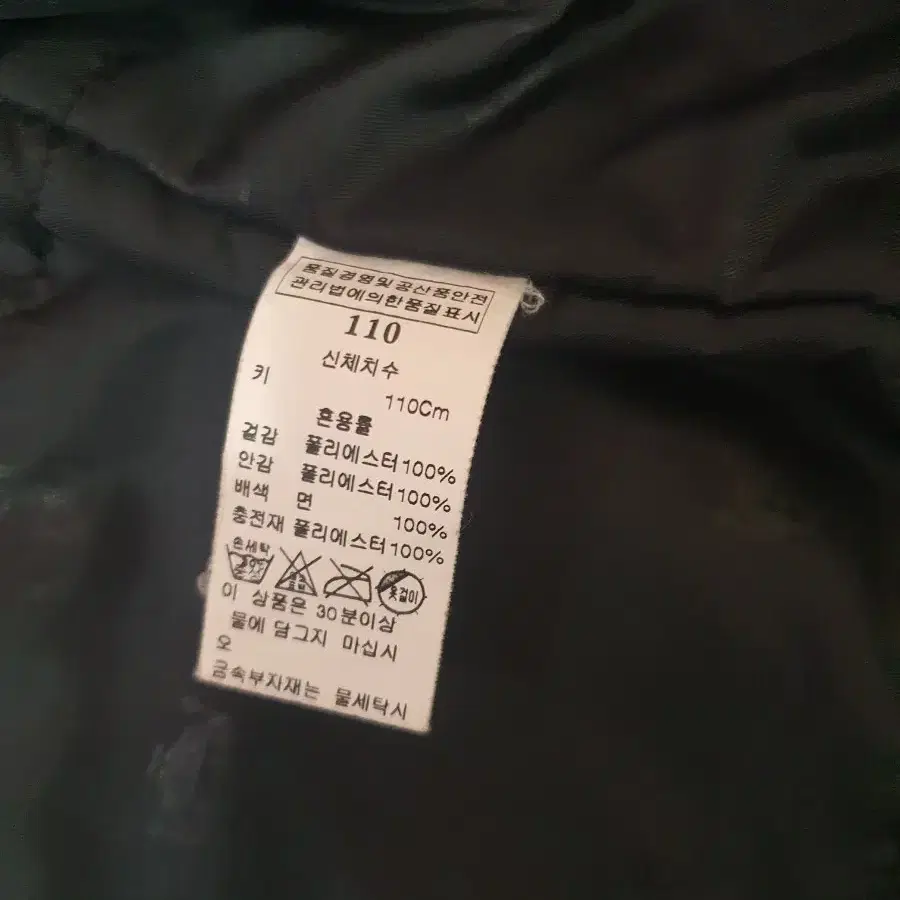 품질경영및공산품안전
관리법에의한품질표시
110
신체치수
키 110Cm
혼용률
겉감 폴리에스터100%
안감 폴리에스터100%
배색 면 100%
충전재 폴리에스터100%
손세탁
옷걸이
이 상품은 30분이상
물에 담그지 마십시
오
금속부자재는 물세탁시